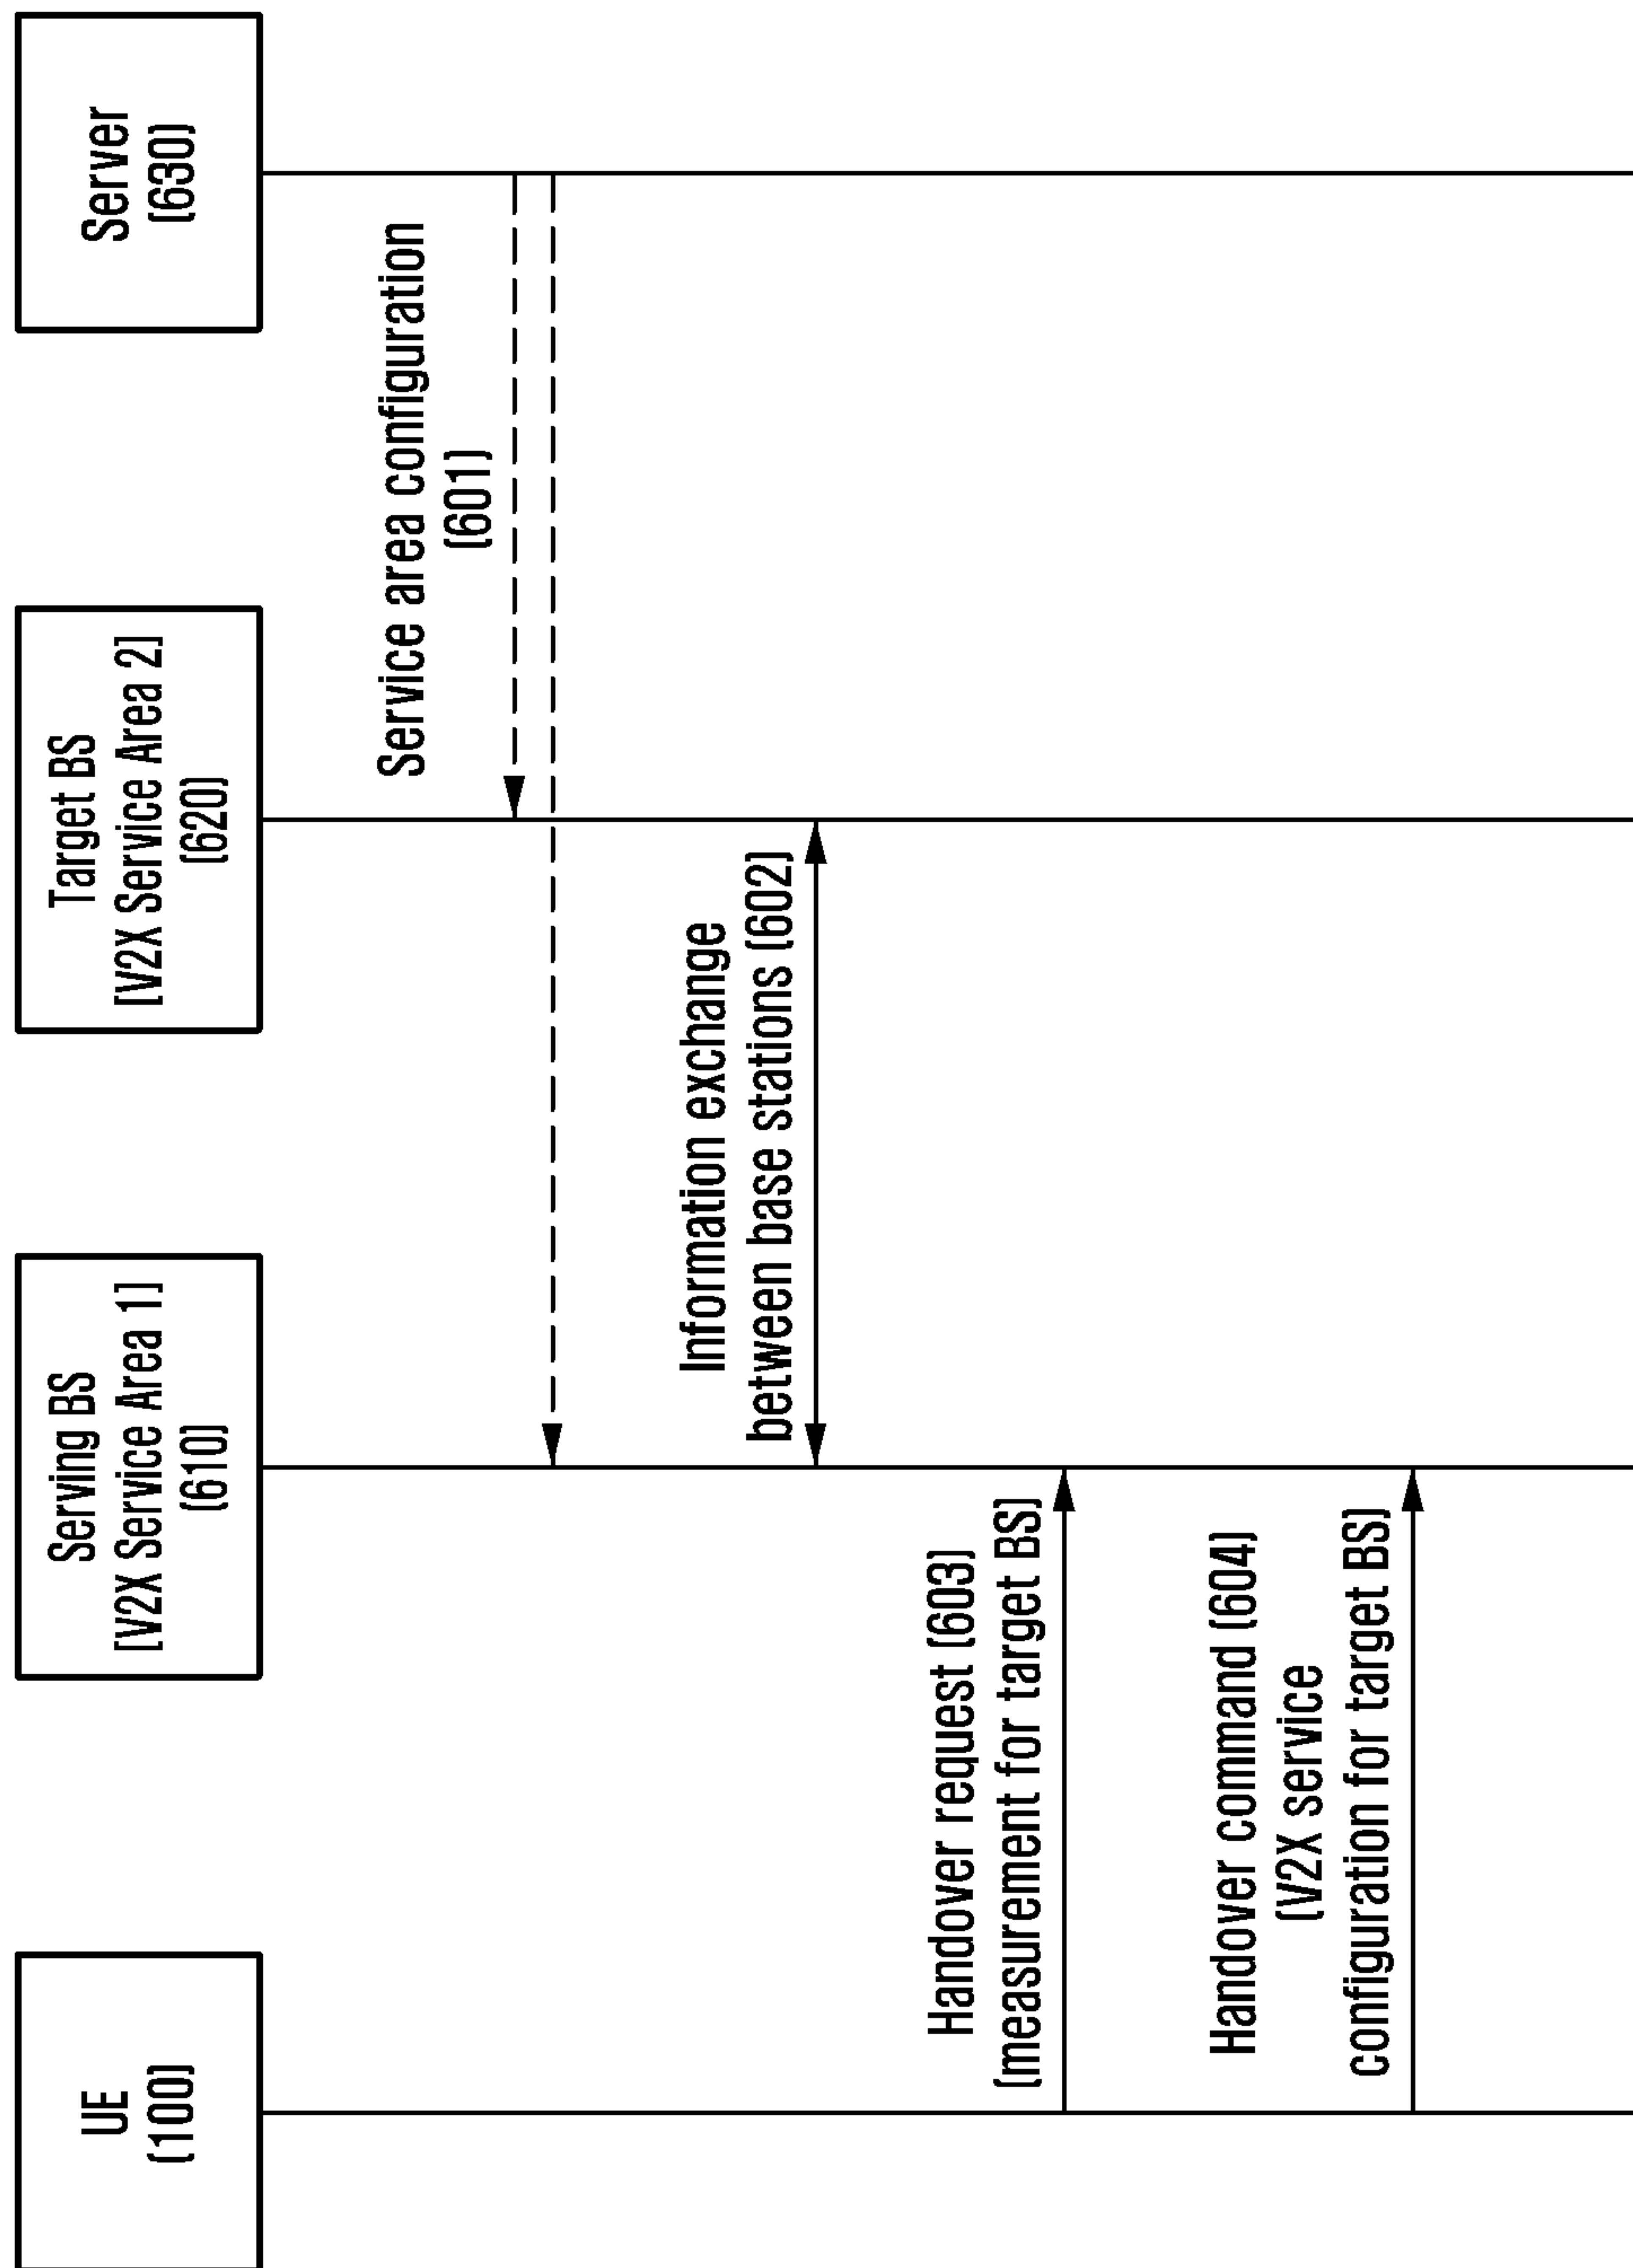 UE
(100)
Serving BS
[V2X Service Area 1]
(610)
Target BS
[V2X Service Area 2]
(620)
Server
(630)
Service area configuration
(601)
Information exchange
between base stations (602)
Handover request (603)
(measurement for target BS)
Handover command (604)
(V2X service
configuration for target BS)